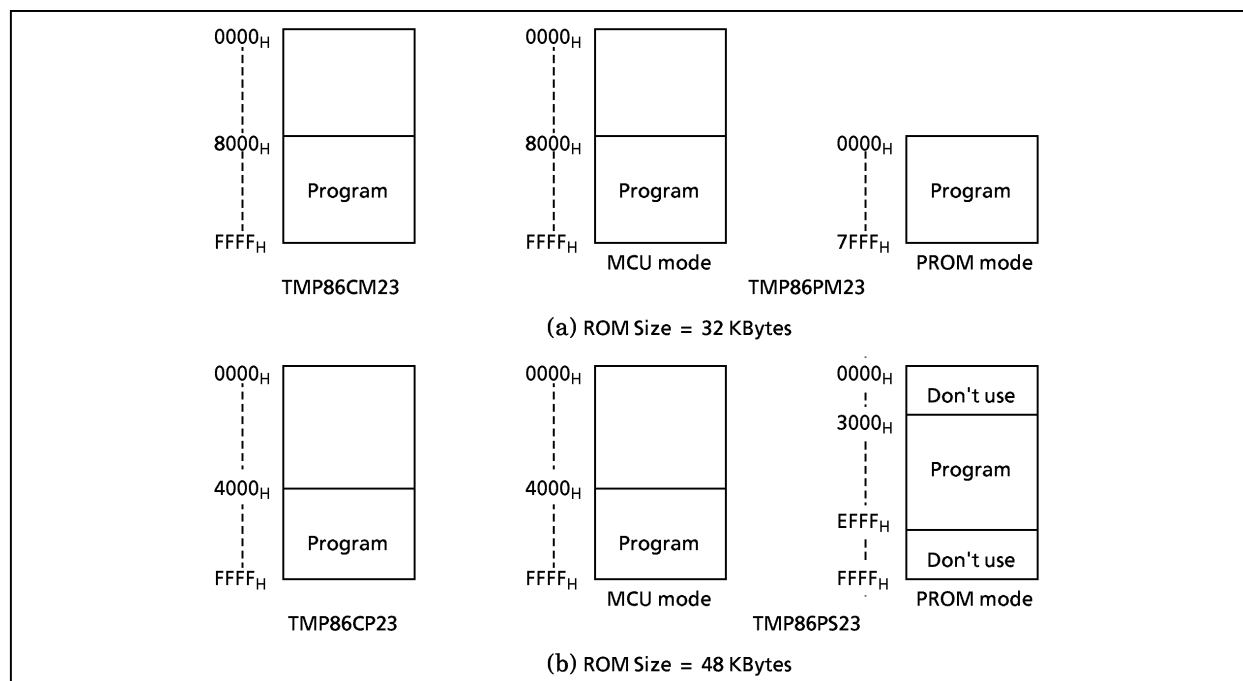 0000H 0000H
8000H 8000H 0000H
Program Program Program
FFFFH FFFFH 7FFFH
MCU mode PROM mode
TMP86CM23 TMP86PM23
(a) ROM Size = 32 KBytes
0000H 0000H 0000H
Don't use
3000H
Program
4000H 4000H
EFFFH
Program Program
Don't use
FFFFH FFFFH FFFFH
MCU mode PROM mode
TMP86CP23 TMP86PS23
(b) ROM Size = 48 KBytes